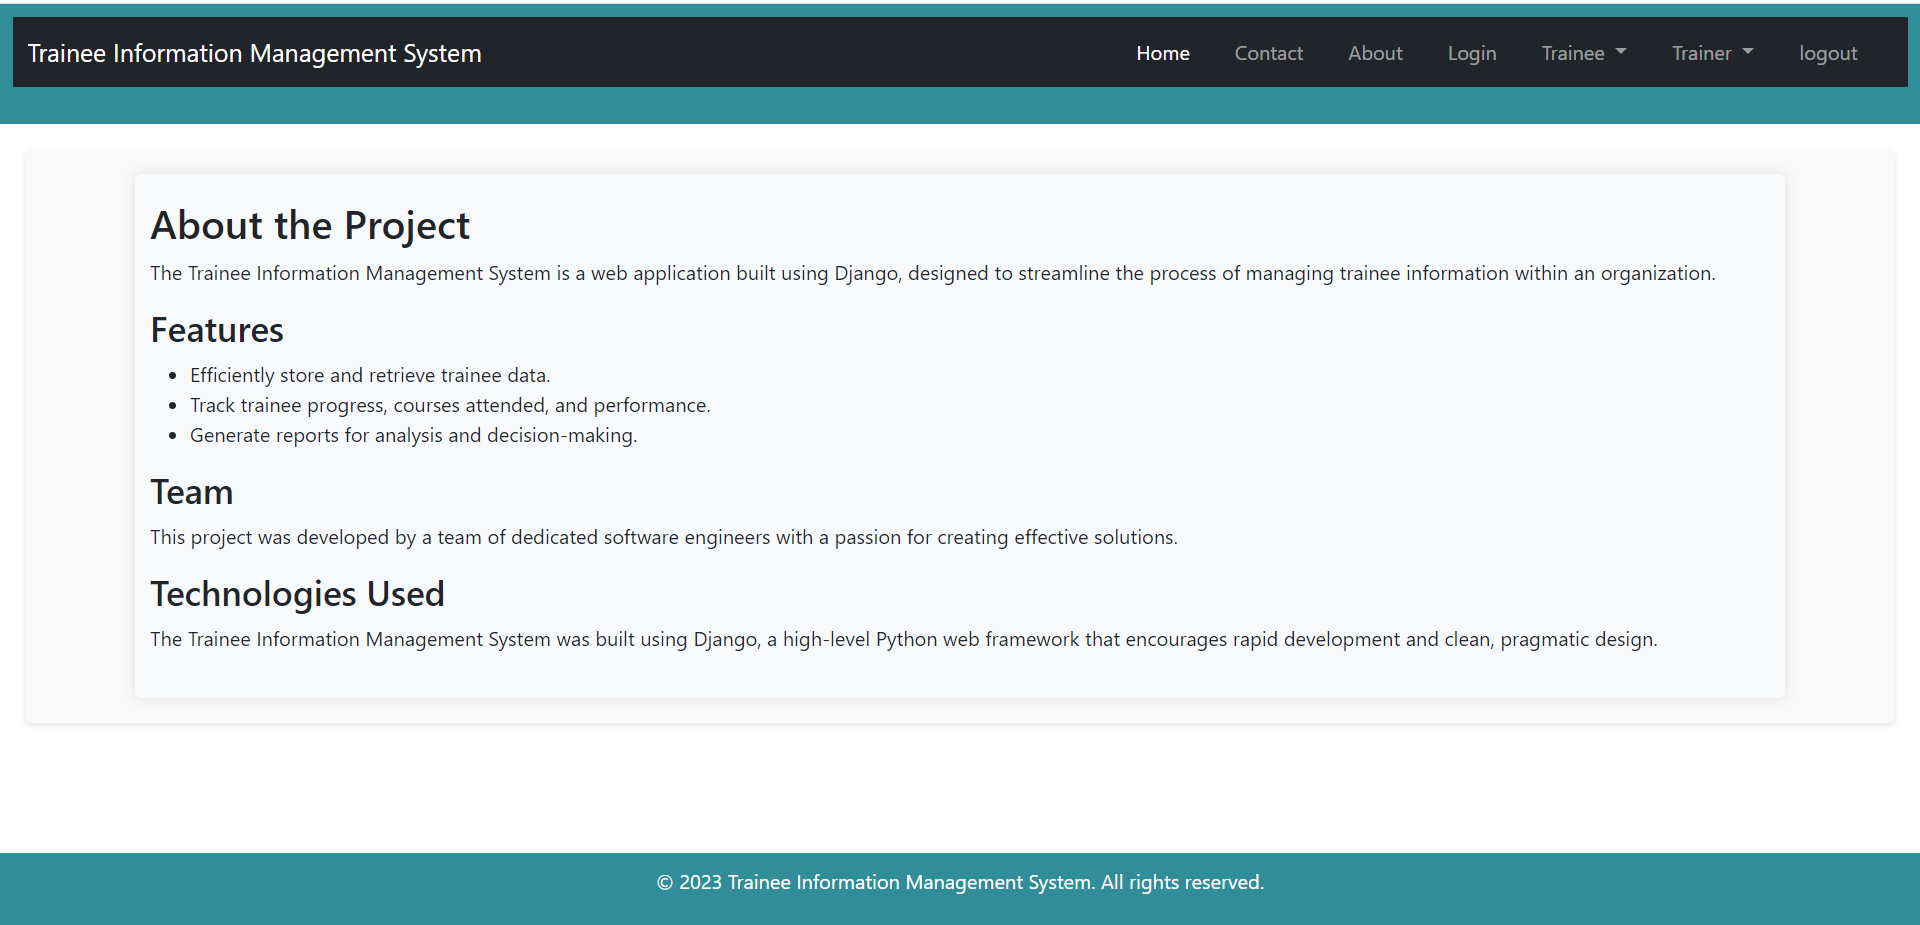 Trainee Information Management System Home Contact About Login Trainee Trainer logout
About the Project
The Trainee Information Management System is a web application built using Django, designed to streamline the process of managing trainee information within an organization.
Features
Efficiently store and retrieve trainee data.
Track trainee progress, courses attended, and performance.
Generate reports for analysis and decision-making.
Team
This project was developed by a team of dedicated software engineers with a passion for creating effective solutions.
Technologies Used
The Trainee Information Management System was built using Django, a high-level Python web framework that encourages rapid development and clean, pragmatic design.
© 2023 Trainee Information Management System. All rights reserved.